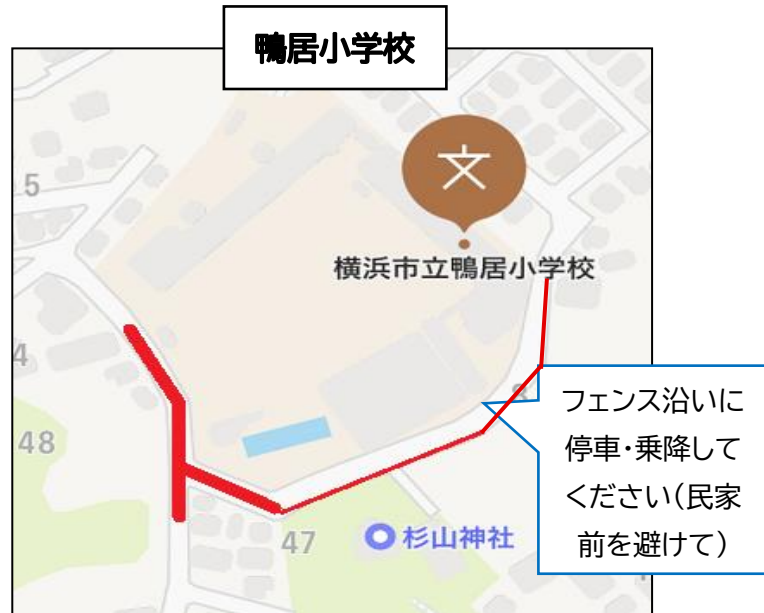 鴨居小学校
5
横浜市立鴨居小学校
4
48
フェンス沿いに
停車・乗降して
ください(民家
前を避けて)
47
杉山神社